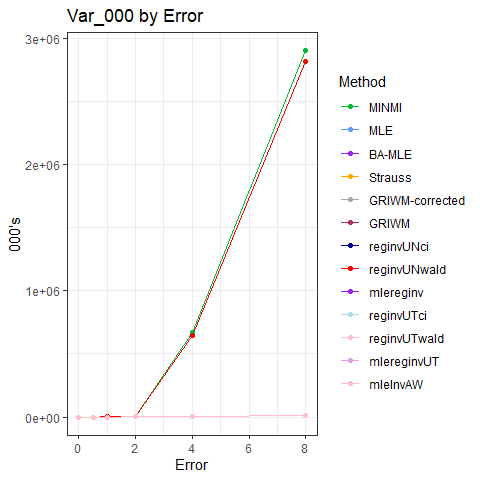 Var_000 by Error
3e+06
2e+06
1e+06
0e+00
000's
0
2
4
6
8
Error
Method
MINMI
MLE
BA-MLE
Strauss
GRIWM-corrected
GRIWM
reginvUNci
reginvUNwald
mlereginv
reginvUTci
reginvUTwald
mlereginvUT
mleInvAW